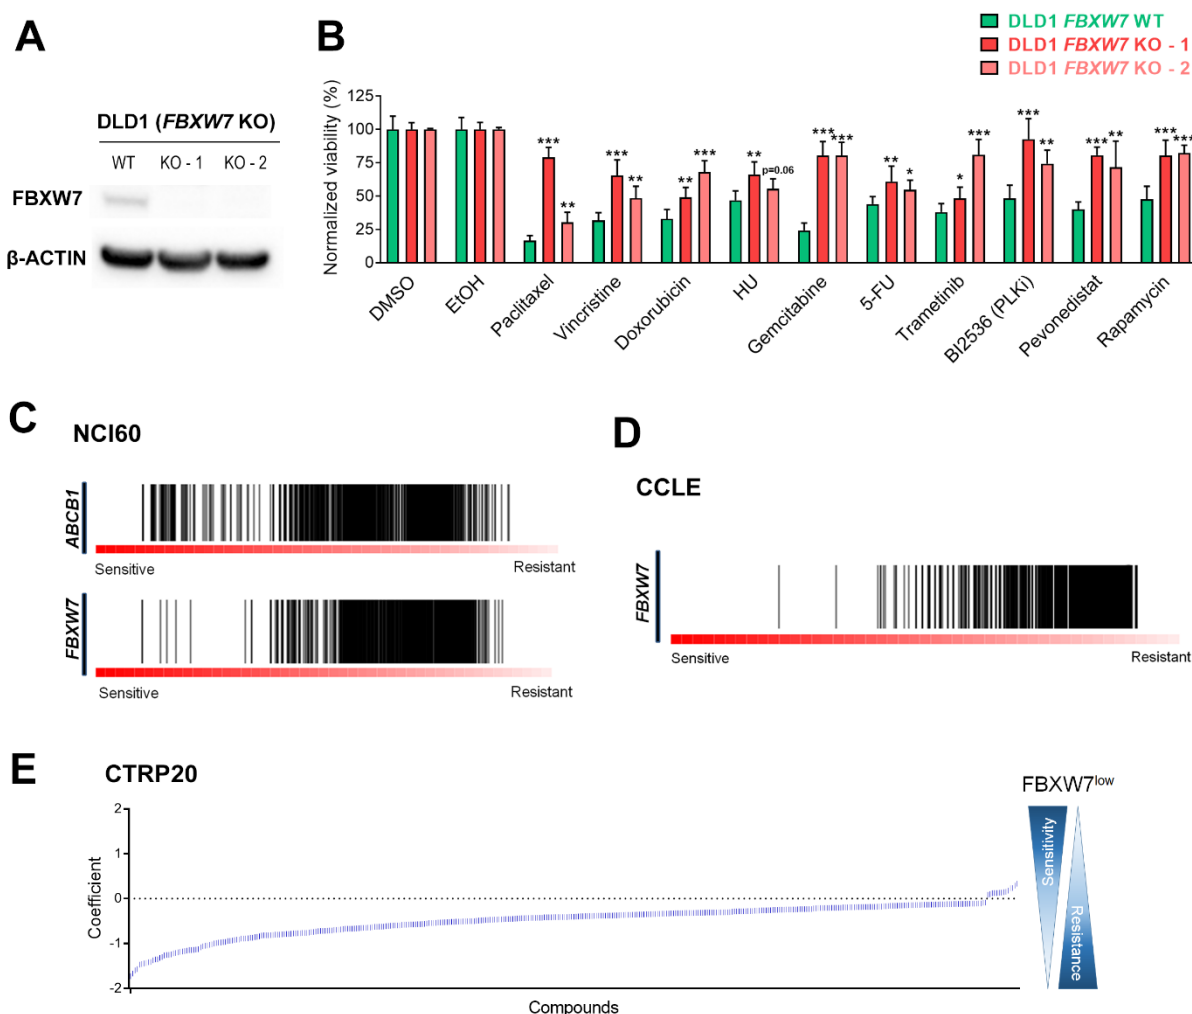 A
DLD1 (FBXW7 KO)
WT KO - 1 KO - 2
FBXW7
β-ACTIN
B
DLD1 FBXW7 WT
DLD1 FBXW7 KO - 1
DLD1 FBXW7 KO - 2
Normalized viability (%)
125
100
75
50
25
0
*** ** *** ** ** *** ** p=0.06 *** *** ** * * *** *** ** *** ** *** ***
DMSO
EtOH
Paclitaxel
Vincristine
Doxorubicin
HU
Gemcitabine
5-FU
Trametinib
BI2536 (PLKi)
Pevonedistat
Rapamycin
C
NCI60
ABCB1
Sensitive Resistant
FBXW7
Sensitive Resistant
D
CCLE
FBXW7
Sensitive Resistant
E
CTRP20
Coefficient
2
1
0
-1
-2
Compounds
FBXW7low
Sensitivity
Resistance